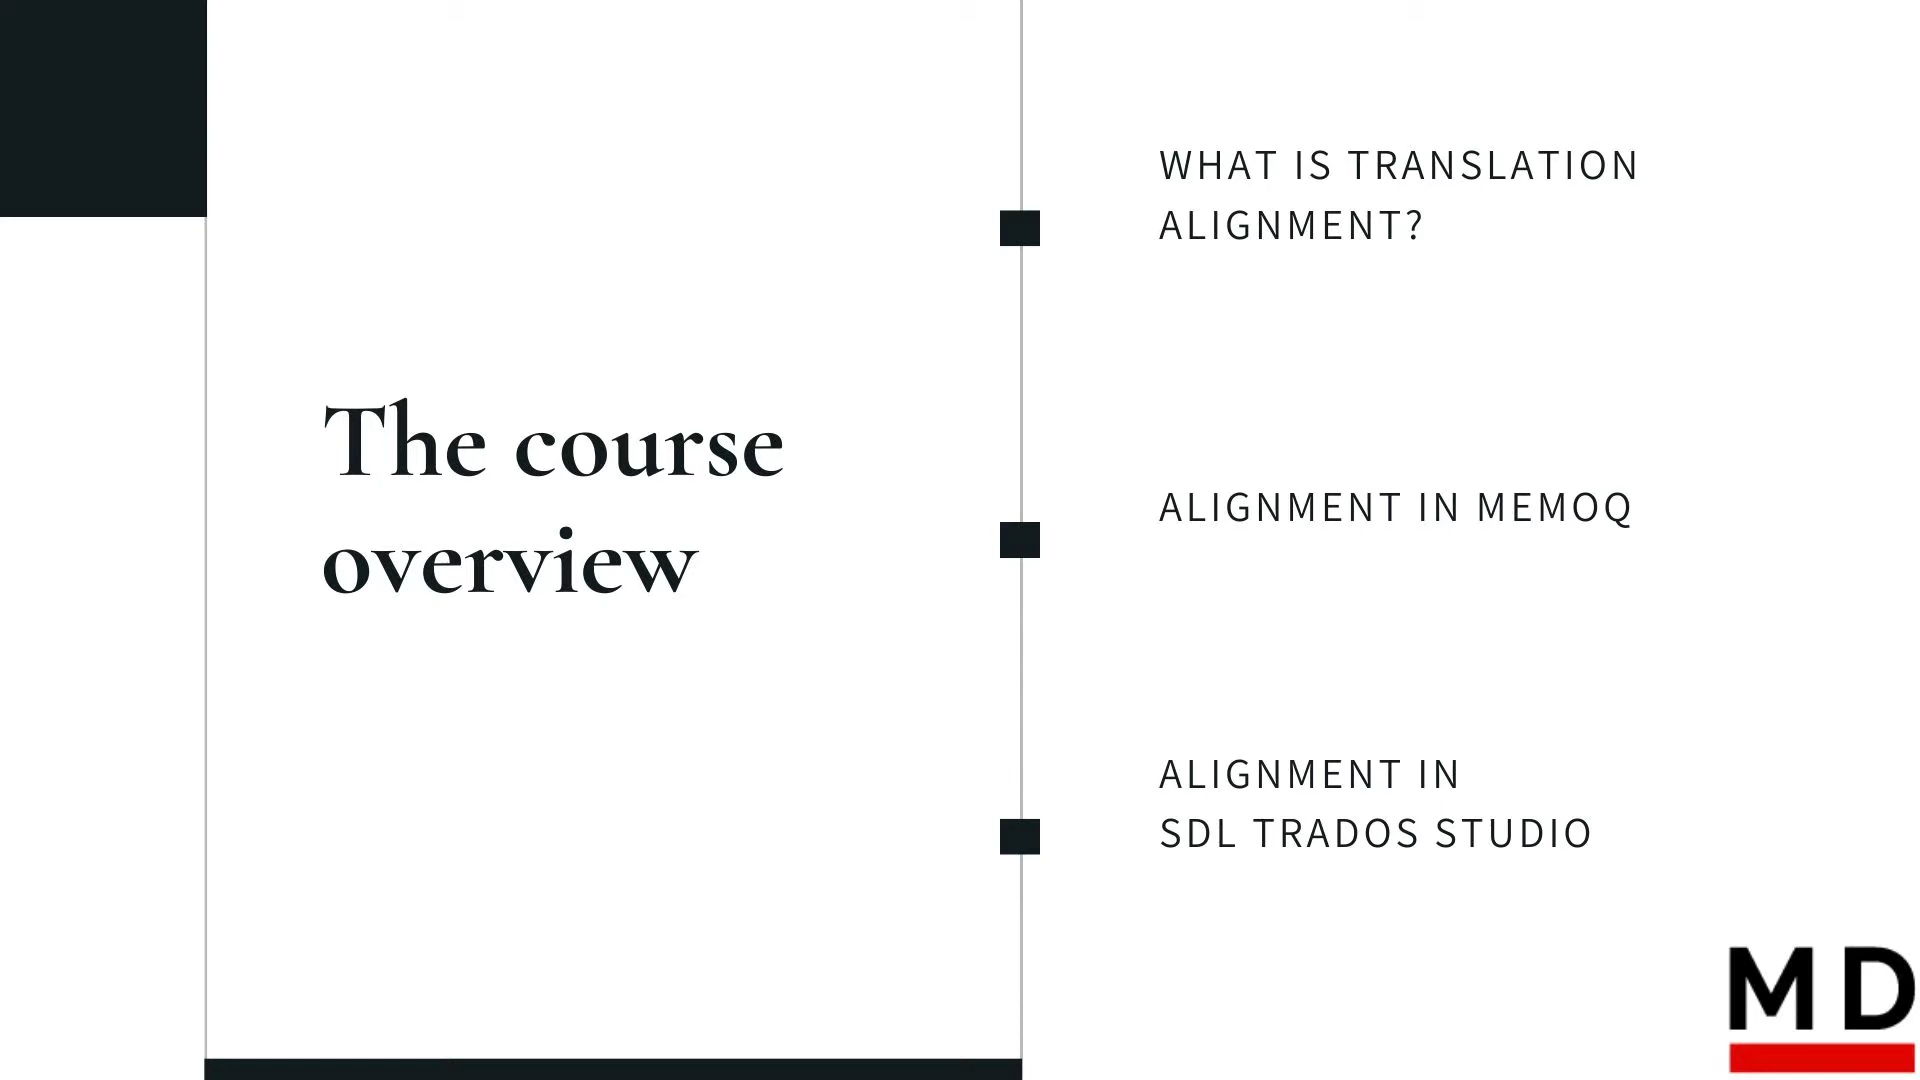 The course
overview
WHAT IS TRANSLATION
ALIGNMENT?
ALIGNMENT IN MEMOQ
ALIGNMENT IN
SDL TRADOS STUDIO
MD